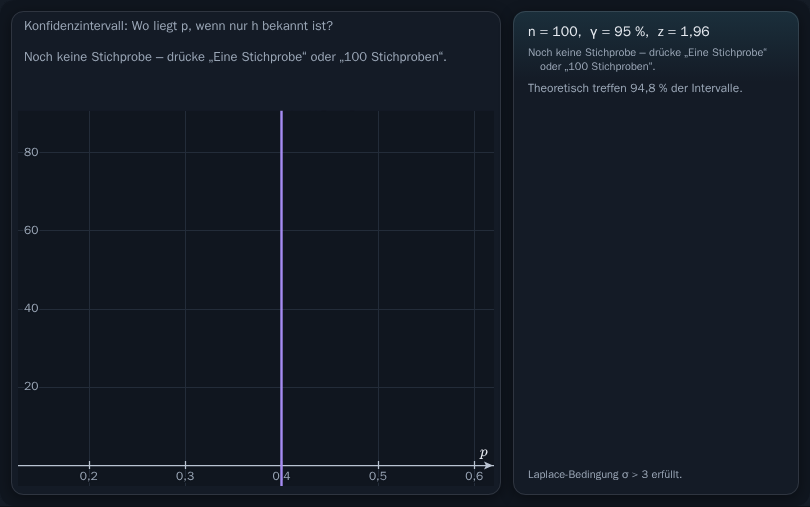 Konfidenzintervall: Wo liegt p, wenn nur h bekannt ist?
Noch keine Stichprobe – drücke „Eine Stichprobe“ oder „100 Stichproben“.
80
60
40
20
p
0,2 0,3 0,4 0,5 0,6
n = 100, γ = 95 %, z = 1,96
Noch keine Stichprobe – drücke „Eine Stichprobe“
oder „100 Stichproben“.
Theoretisch treffen 94,8 % der Intervalle.
Laplace-Bedingung σ > 3 erfüllt.